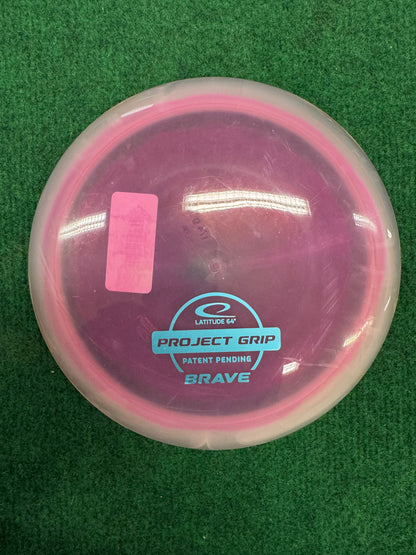 LATITUDE 64°
PROJECT GRIP
PATENT PENDING
BRAVE